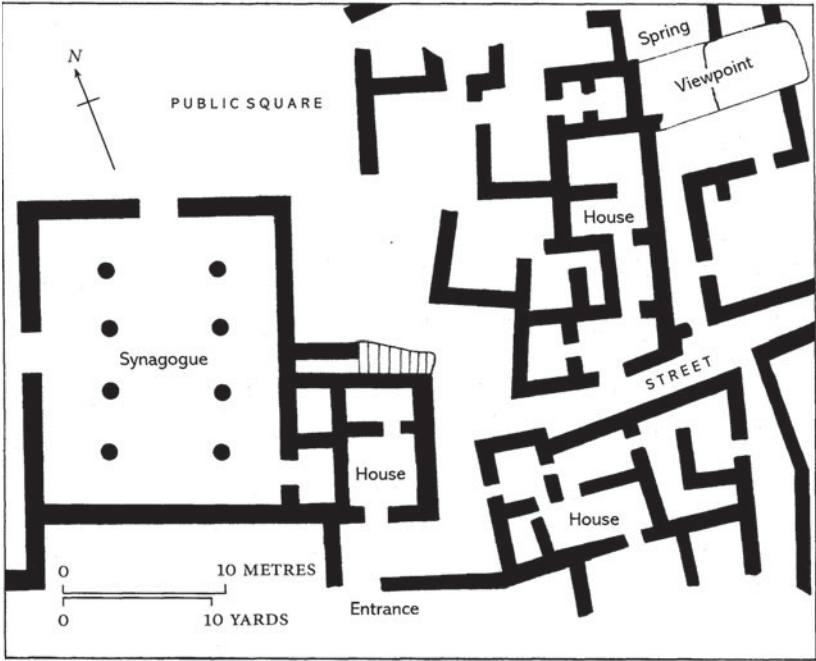 Spring
Viewpoint
N
PUBLIC SQUARE
House
Synagogue
STREET
House
House
0 10 METRES
0 10 YARDS
Entrance